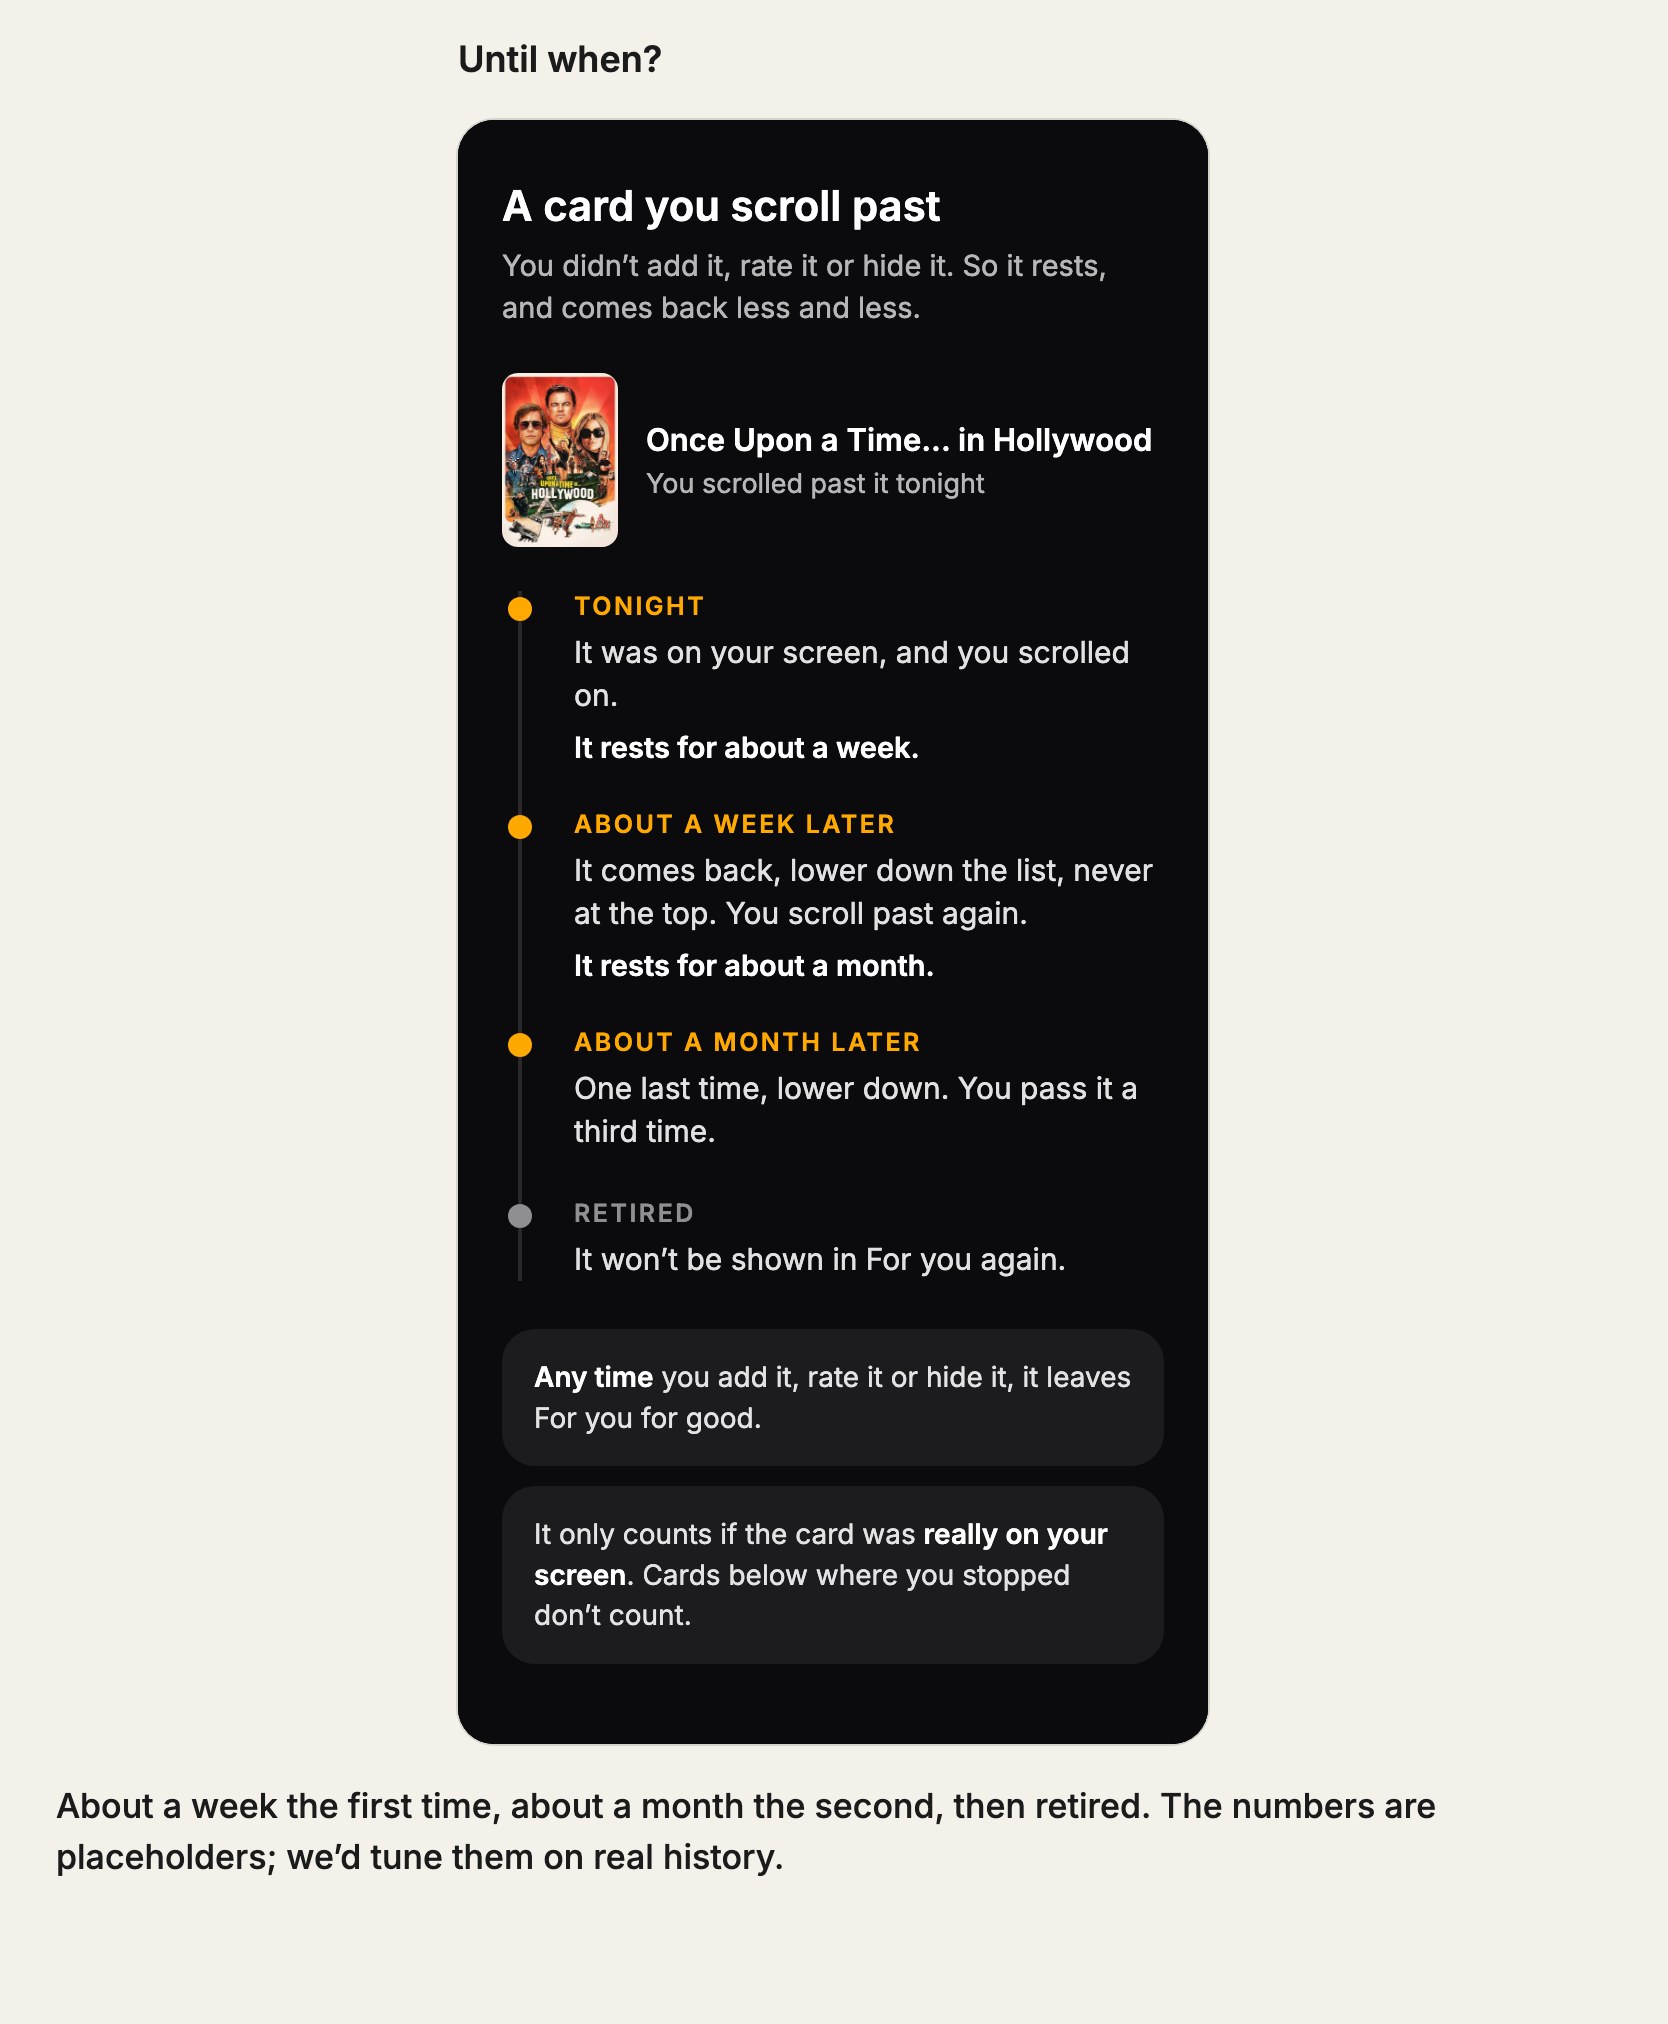 Until when?
A card you scroll past
You didn’t add it, rate it or hide it. So it rests,
and comes back less and less.
UPON A TIME IN
HOLLYWOOD
Once Upon a Time... in Hollywood
You scrolled past it tonight
TONIGHT
It was on your screen, and you scrolled
on.
It rests for about a week.
ABOUT A WEEK LATER
It comes back, lower down the list, never
at the top. You scroll past again.
It rests for about a month.
ABOUT A MONTH LATER
One last time, lower down. You pass it a
third time.
RETIRED
It won’t be shown in For you again.
Any time you add it, rate it or hide it, it leaves
For you for good.
It only counts if the card was really on your
screen. Cards below where you stopped
don’t count.
About a week the first time, about a month the second, then retired. The numbers are
placeholders; we’d tune them on real history.